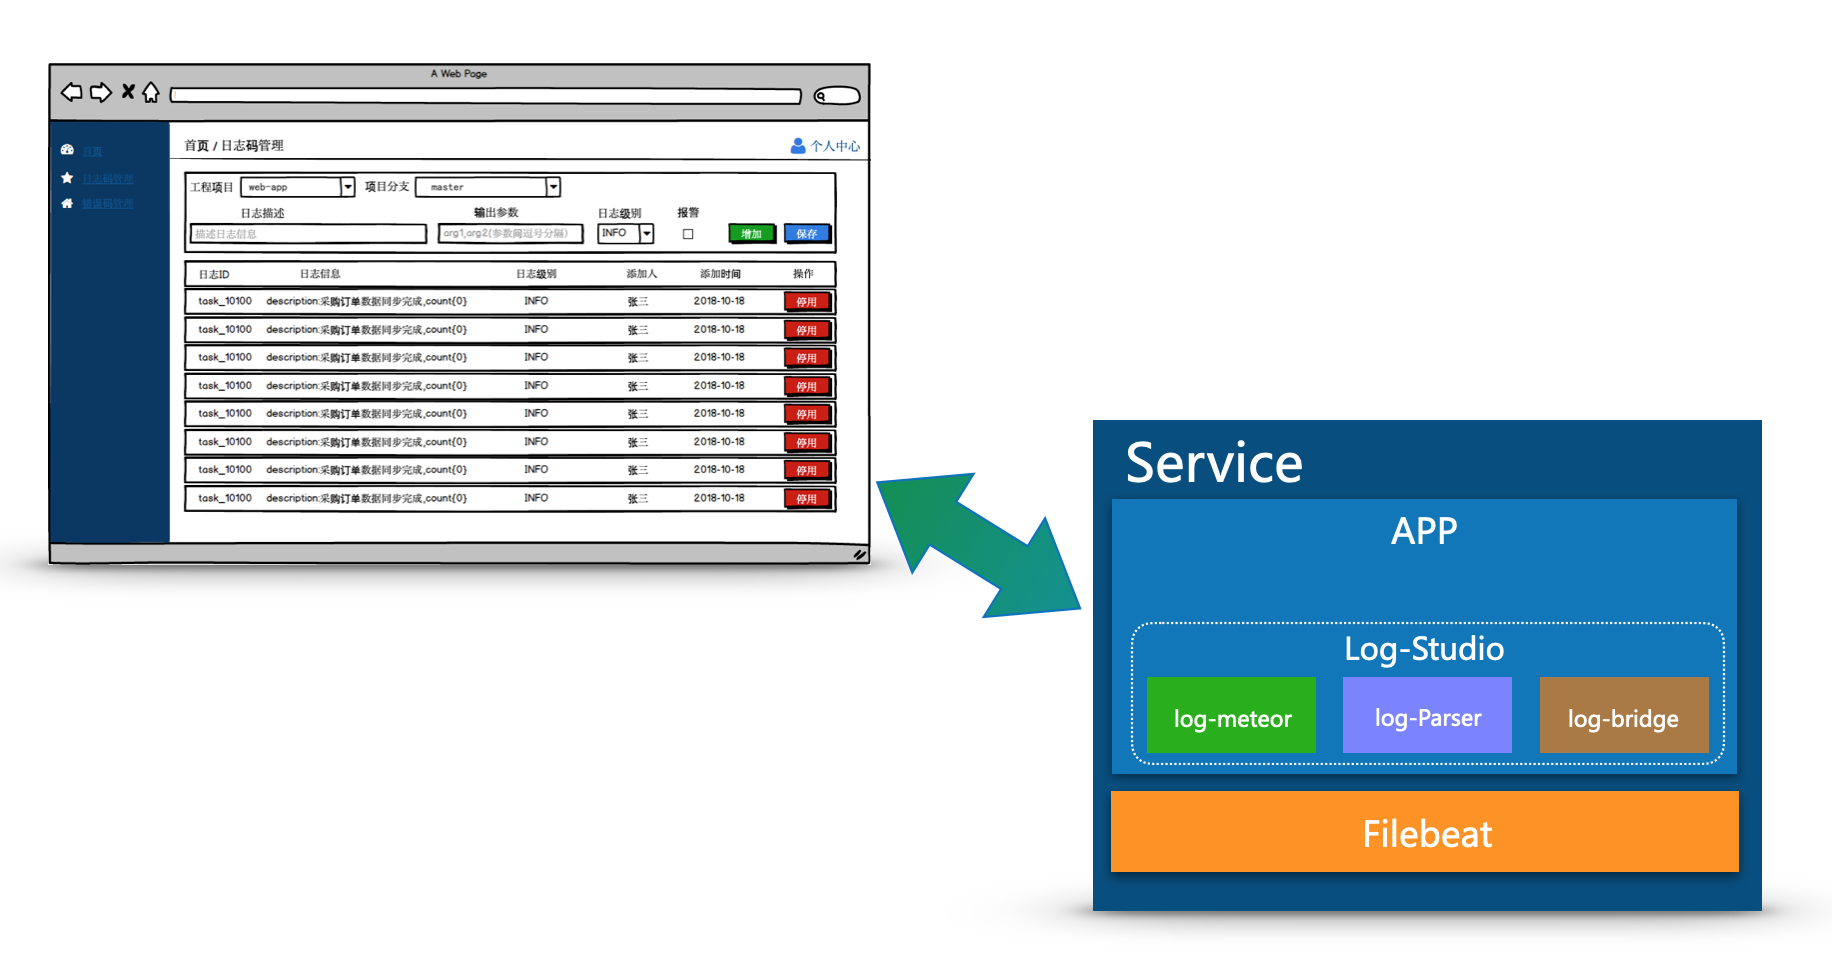 A Web Page
首页
日志码管理
错误码管理
首页 / 日志码管理
个人中心
工程项目 web-app 项目分支 master
日志描述 输出参数 日志级别 报警
描述日志信息 arg1,arg2(参数间逗号分隔) INFO 增加 保存
日志ID 日志信息 日志级别 添加人 添加时间 操作
task_10100 description:采购订单数据同步完成,count{0} INFO 张三 2018-10-18 停用
task_10100 description:采购订单数据同步完成,count{0} INFO 张三 2018-10-18 停用
task_10100 description:采购订单数据同步完成,count{0} INFO 张三 2018-10-18 停用
task_10100 description:采购订单数据同步完成,count{0} INFO 张三 2018-10-18 停用
task_10100 description:采购订单数据同步完成,count{0} INFO 张三 2018-10-18 停用
task_10100 description:采购订单数据同步完成,count{0} INFO 张三 2018-10-18 停用
task_10100 description:采购订单数据同步完成,count{0} INFO 张三 2018-10-18 停用
task_10100 description:采购订单数据同步完成,count{0} INFO 张三 2018-10-18 停用
Service
APP
Log-Studio
log-meteor
log-Parser
log-bridge
Filebeat